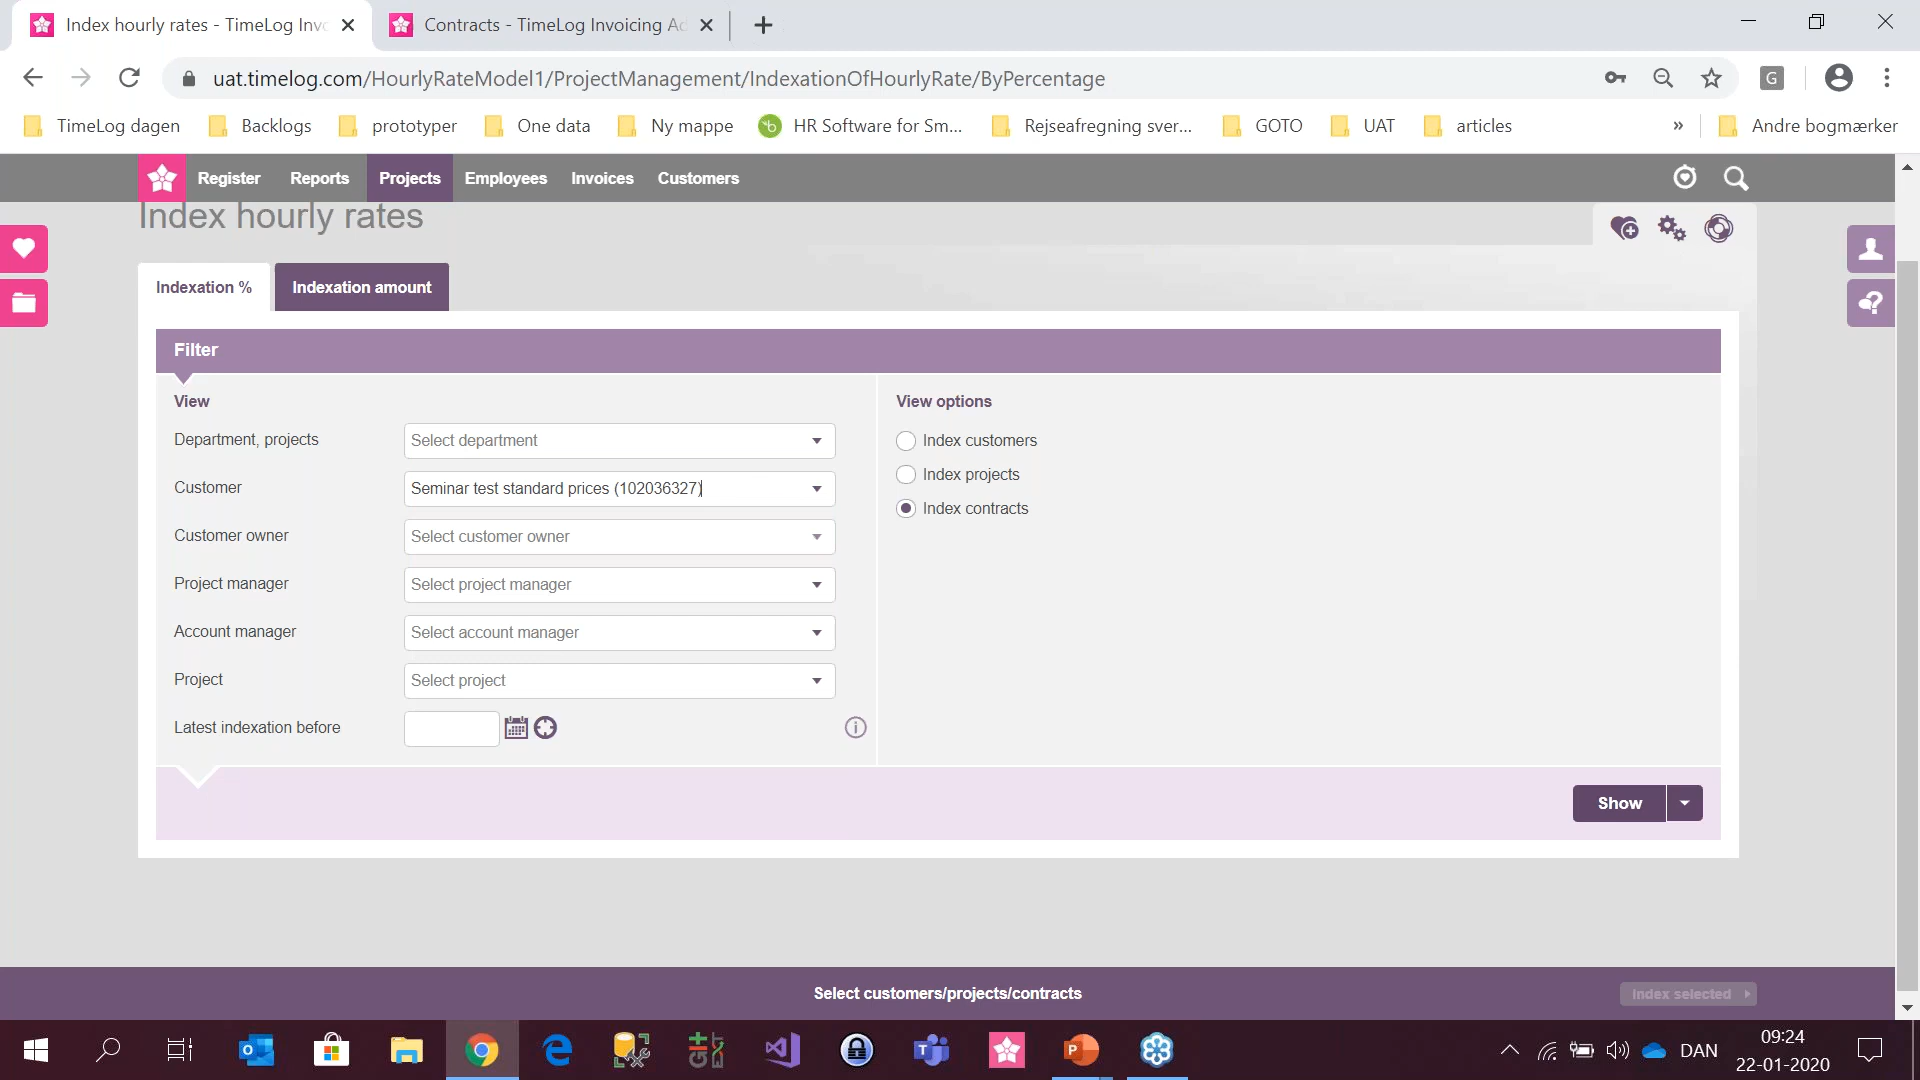 Index hourly rates - TimeLog Invo
Contracts - TimeLog Invoicing Ad
uat.timelog.com/HourlyRateModel1/ProjectManagement/IndexationOfHourlyRate/ByPercentage
G
TimeLog dagen
Backlogs
prototyper
One data
Ny mappe
HR Software for Sm...
Rejseafregning sver...
GOTO
UAT
articles
»
Andre bogmærker
Register
Reports
Projects
Employees
Invoices
Customers
Index hourly rates
Indexation %
Indexation amount
Filter
View
Department, projects
Select department
Customer
Seminar test standard prices (102036327)
Customer owner
Select customer owner
Project manager
Select project manager
Account manager
Select account manager
Project
Select project
Latest indexation before
View options
Index customers
Index projects
Index contracts
Show
Select customers/projects/contracts
Index selected
DAN
09:24
22-01-2020